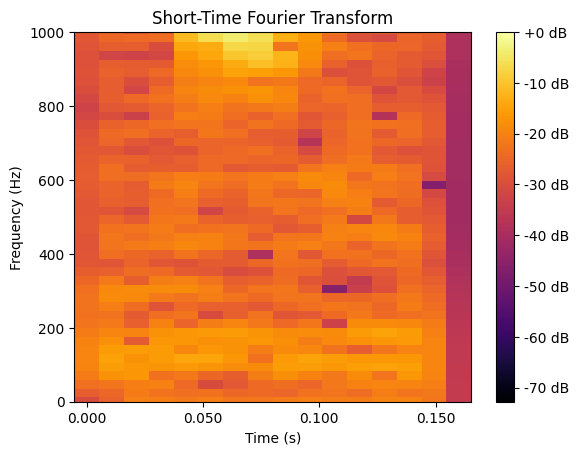 Short-Time Fourier Transform
1000
800
600
400
200
0
Frequency (Hz)
0.000
0.050
0.100
0.150
Time (s)
+0 dB
-10 dB
-20 dB
-30 dB
-40 dB
-50 dB
-60 dB
-70 dB